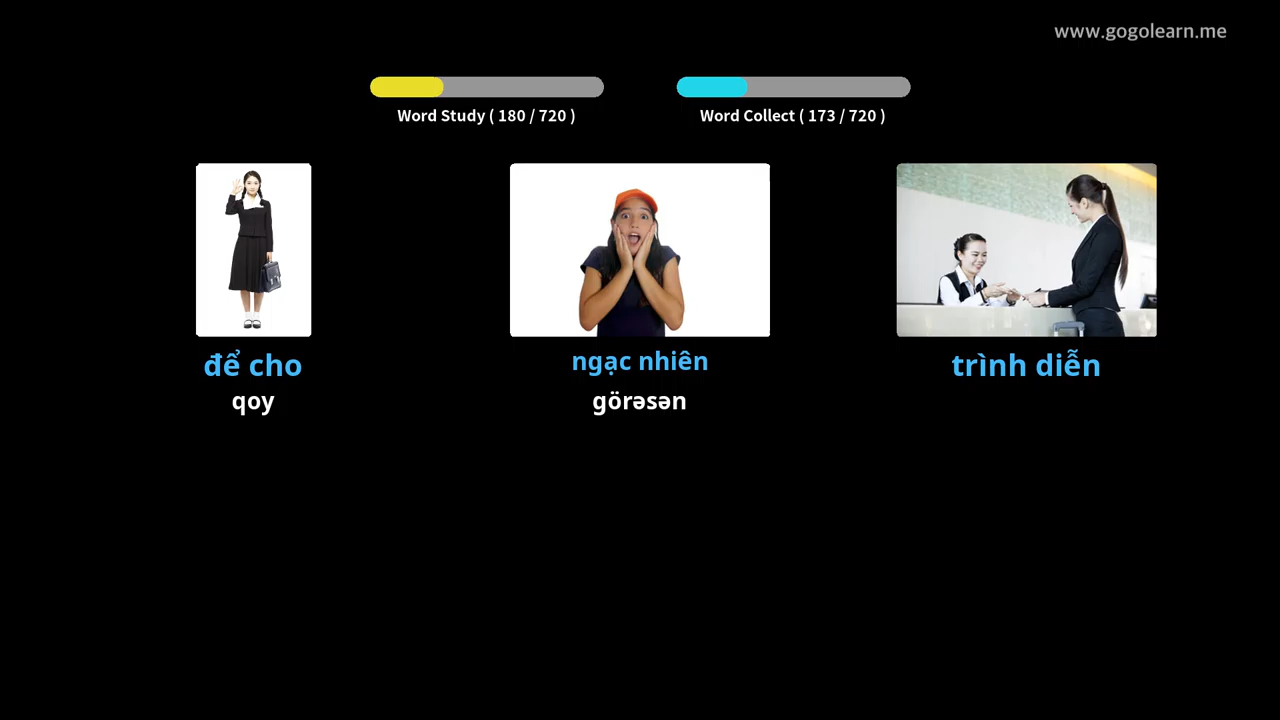 www.gogolearn.me
Word Study ( 180 / 720 )
Word Collect ( 173 / 720 )
để cho
ngạc nhiên
trình diễn
qoy
görəsən